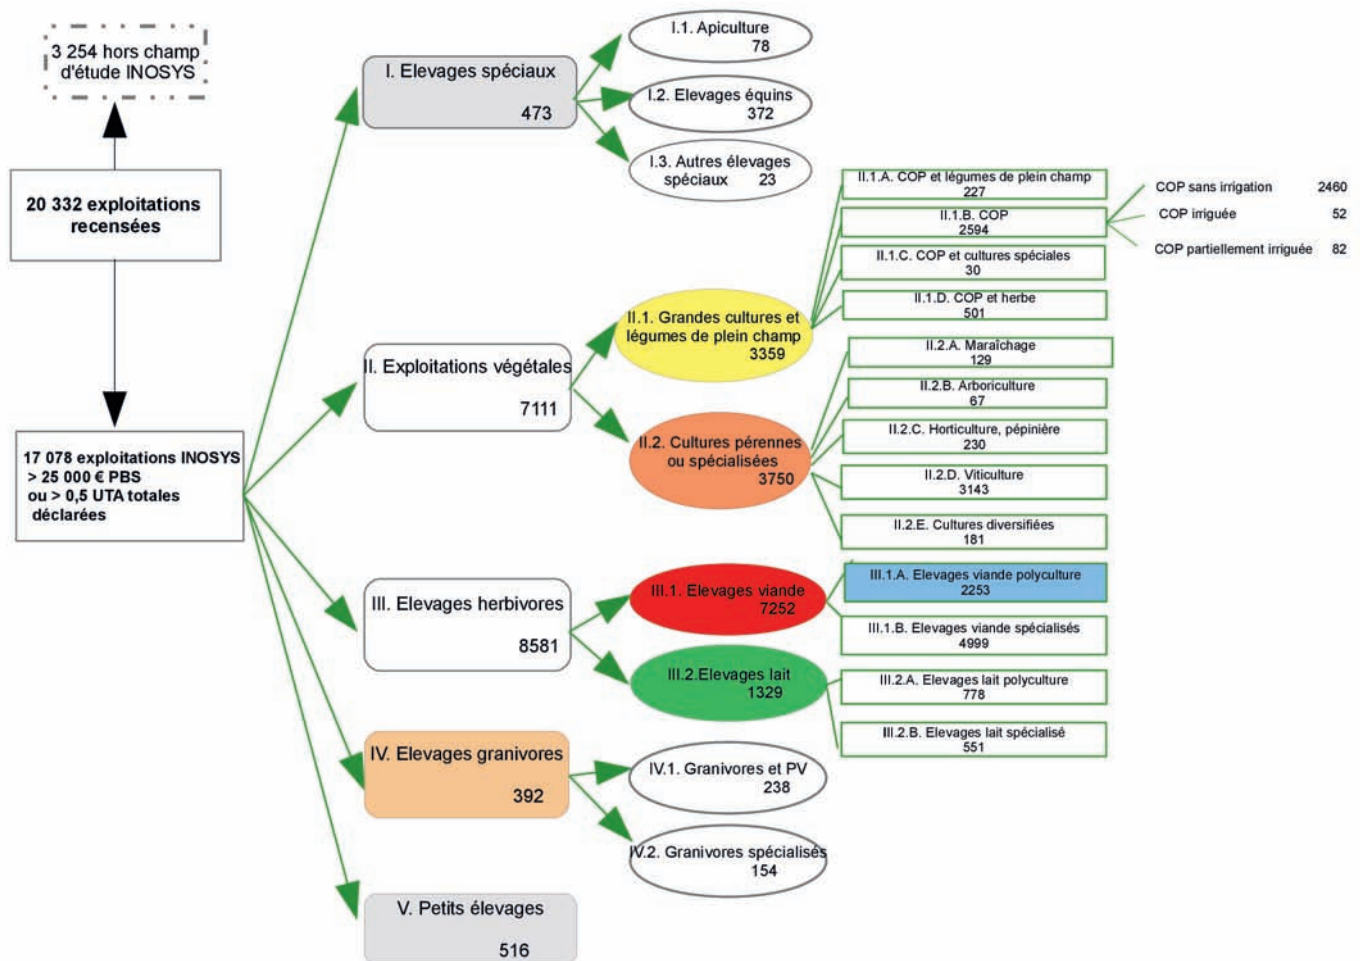 3 254 hors champ
d'étude INOSYS
20 332 exploitations
recensées
17 078 exploitations INOSYS
> 25 000 € PBS
ou > 0,5 UTA totales
déclarées
I. Elevages spéciaux
473
I.1. Apiculture
78
I.2. Elevages équins
372
I.3. Autres élevages
spéciaux 23
II. Exploitations végétales
7111
II.1. Grandes cultures et
légumes de plein champ
3359
II.1.A. COP et légumes de plein champ
227
II.1.B. COP
2594
COP sans irrigation 2460
COP irriguée 52
COP partiellement irriguée 82
II.1.C. COP et cultures spéciales
30
II.1.D. COP et herbe
501
II.2. Cultures pérennes
ou spécialisées
3750
II.2.A. Maraîchage
129
II.2.B. Arboriculture
67
II.2.C. Horticulture, pépinière
230
II.2.D. Viticulture
3143
II.2.E. Cultures diversifiées
181
III. Elevages herbivores
8581
III.1. Elevages viande
7252
III.1.A. Elevages viande polyculture
2253
III.1.B. Elevages viande spécialisés
4999
III.2.Elevages lait
1329
III.2.A. Elevages lait polyculture
778
III.2.B. Elevages lait spécialisé
551
IV. Elevages granivores
392
IV.1. Granivores et PV
238
IV.2. Granivores spécialisés
154
V. Petits élevages
516